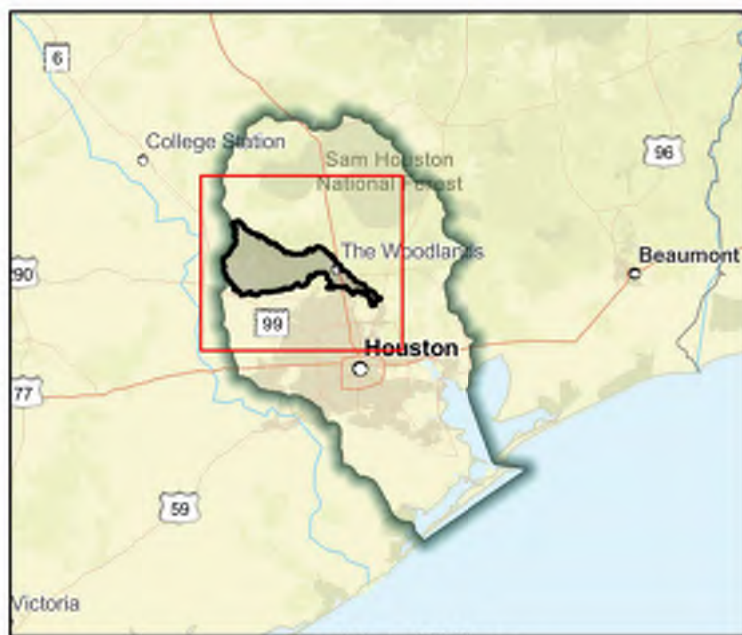 6
College Station
Sam Houston
National Forest
96
The Woodlands
Beaumont
90
99
Houston
77
59
Victoria